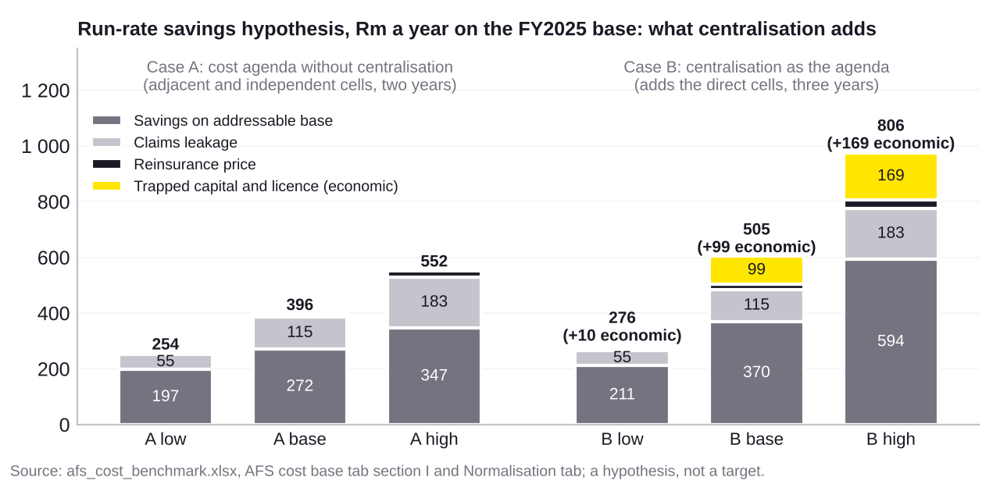 Run-rate savings hypothesis, Rm a year on the FY2025 base: what centralisation adds
Case A: cost agenda without centralisation
(adjacent and independent cells, two years)
Case B: centralisation as the agenda
(adds the direct cells, three years)
1 200
1 000
800
600
400
200
0
Savings on addressable base
Claims leakage
Reinsurance price
Trapped capital and licence (economic)
254
55
197
396
115
272
552
183
347
276
(+10 economic)
55
211
505
(+99 economic)
99
115
370
806
(+169 economic)
169
183
594
A low
A base
A high
B low
B base
B high
Source: afs_cost_benchmark.xlsx, AFS cost base tab section I and Normalisation tab; a hypothesis, not a target.